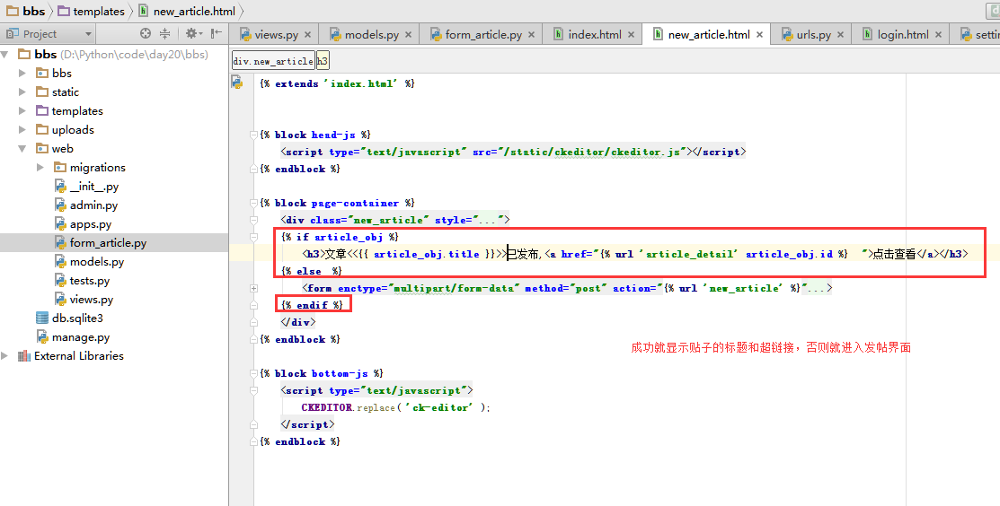 bbs templates new_article.html
Project
views.py models.py form_article.py index.html new_article.html urls.py login.html settin
bbs (D:\Python\code\day20\bbs)
bbs
static
templates
uploads
web
migrations
__init__.py
admin.py
apps.py
form_article.py
models.py
tests.py
views.py
db.sqlite3
manage.py
External Libraries
div.new_article h3
{% extends 'index.html' %}
{% block head-js %}
<script type="text/javascript" src="/static/ckeditor/ckeditor.js"></script>
{% endblock %}
{% block page-container %}
<div class="new_article" style="...">
{% if article_obj %}
<h3>文章<<{{ article_obj.title }}>>已发布,<a href="{% url 'article_detail' article_obj.id %}  ">点击查看</a></h3>
{% else  %}
<form enctype="multipart/form-data" method="post" action="{% url 'new_article' %}"...>
{% endif %}
</div>
{% endblock %}
成功就显示贴子的标题和超链接，否则就进入发帖界面
{% block bottom-js %}
<script type="text/javascript">
CKEDITOR.replace( 'ck-editor' );
</script>
{% endblock %}